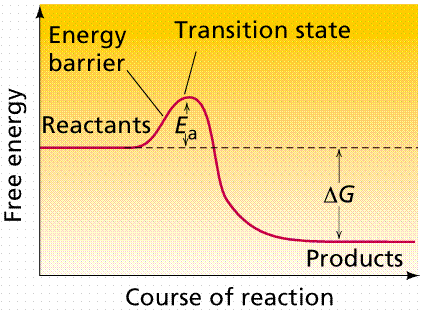 Energy
barrier
Transition state
Reactants
Ea
ΔG
Products
Free energy
Course of reaction